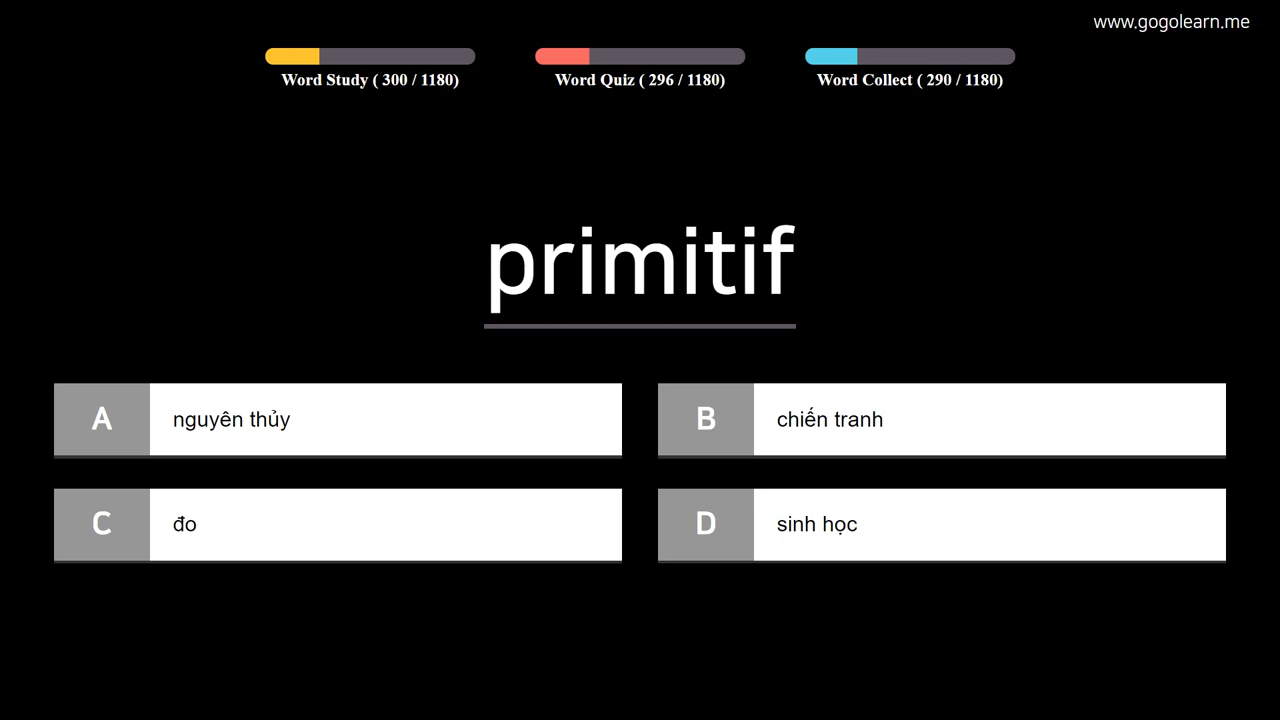 www.gogolearn.me
Word Study ( 300 / 1180)
Word Quiz ( 296 / 1180)
Word Collect ( 290 / 1180)
primitif
A nguyên thủy
B chiến tranh
C đo
D sinh học